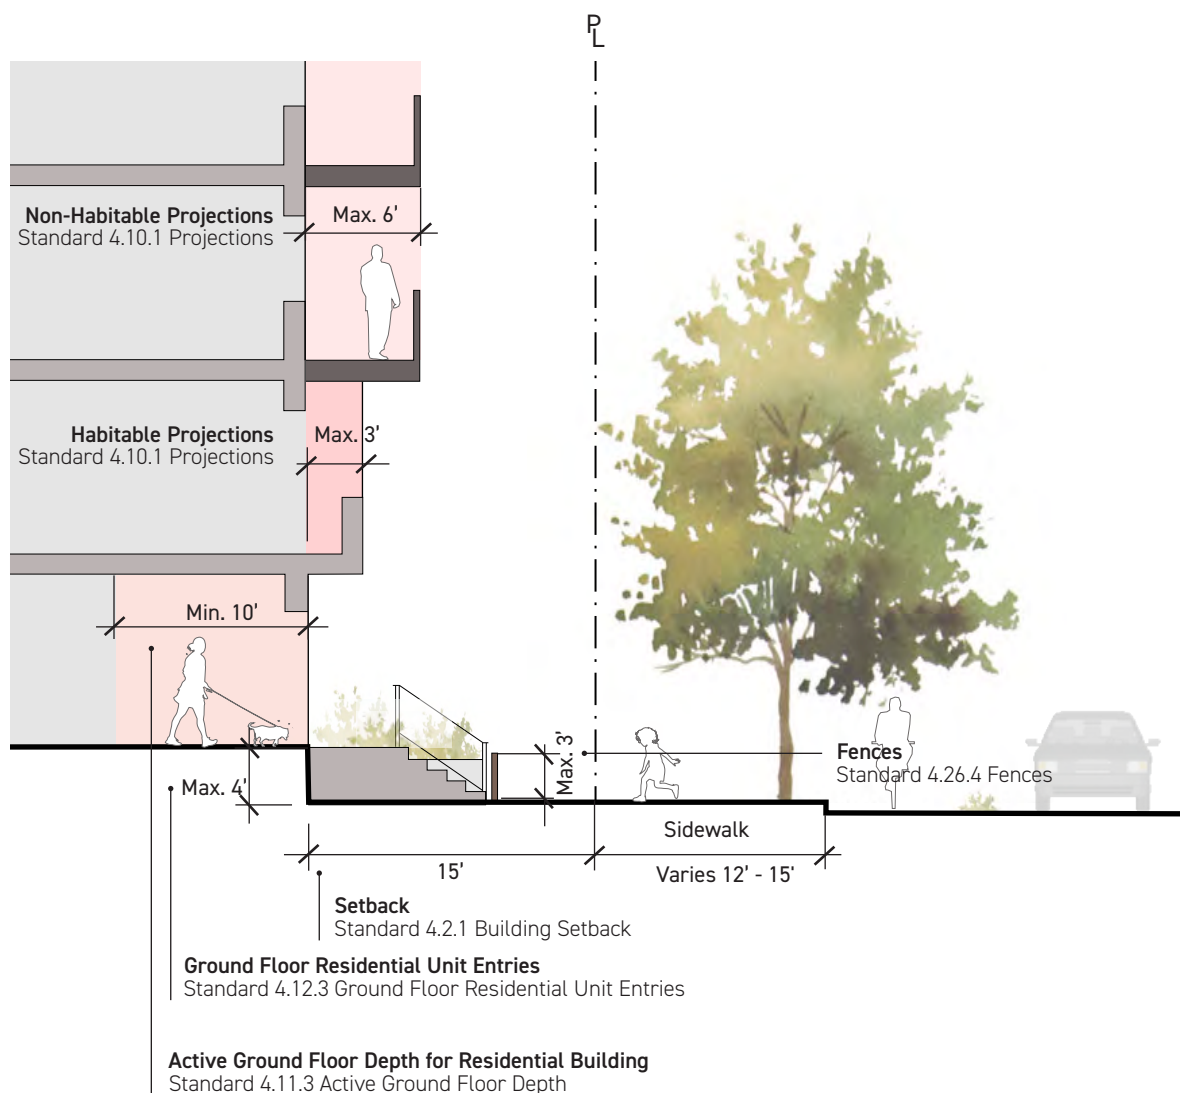 PL
Non-Habitable Projections
Standard 4.10.1 Projections
Max. 6’
Habitable Projections
Standard 4.10.1 Projections
Max. 3’
Min. 10’
Max. 4’
Max. 3’
Fences
Standard 4.26.4 Fences
Sidewalk
15’
Varies 12’ - 15’
Setback
Standard 4.2.1 Building Setback
Ground Floor Residential Unit Entries
Standard 4.12.3 Ground Floor Residential Unit Entries
Active Ground Floor Depth for Residential Building
Standard 4.11.3 Active Ground Floor Depth